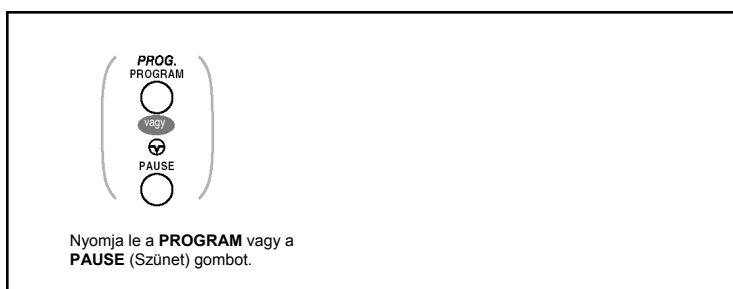 PROG.
PROGRAM
vagy
PAUSE
Nyomja le a PROGRAM vagy a
PAUSE (Szünet) gombot.